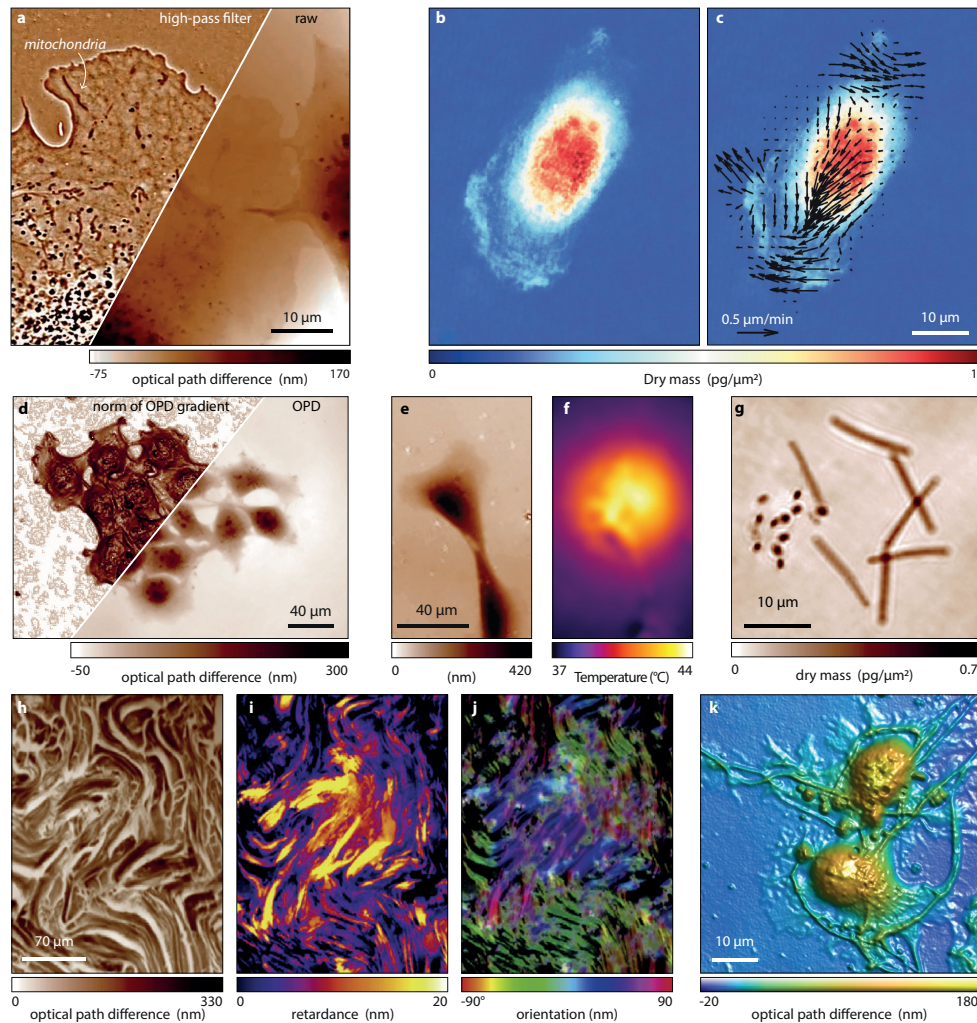 a
high-pass filter
raw
mitochondria
10 µm
-75
170
optical path difference (nm)
b
c
0.5 µm/min
10 µm
0
1
Dry mass (pg/µm²)
d
norm of OPD gradient
OPD
40 µm
-50
300
optical path difference (nm)
e
40 µm
0
420
(nm)
f
37
44
Temperature (°C)
g
10 µm
0
0.7
dry mass (pg/µm²)
h
70 µm
0
330
optical path difference (nm)
i
0
20
retardance (nm)
j
-90°
90
orientation (nm)
k
10 µm
-20
180
optical path difference (nm)